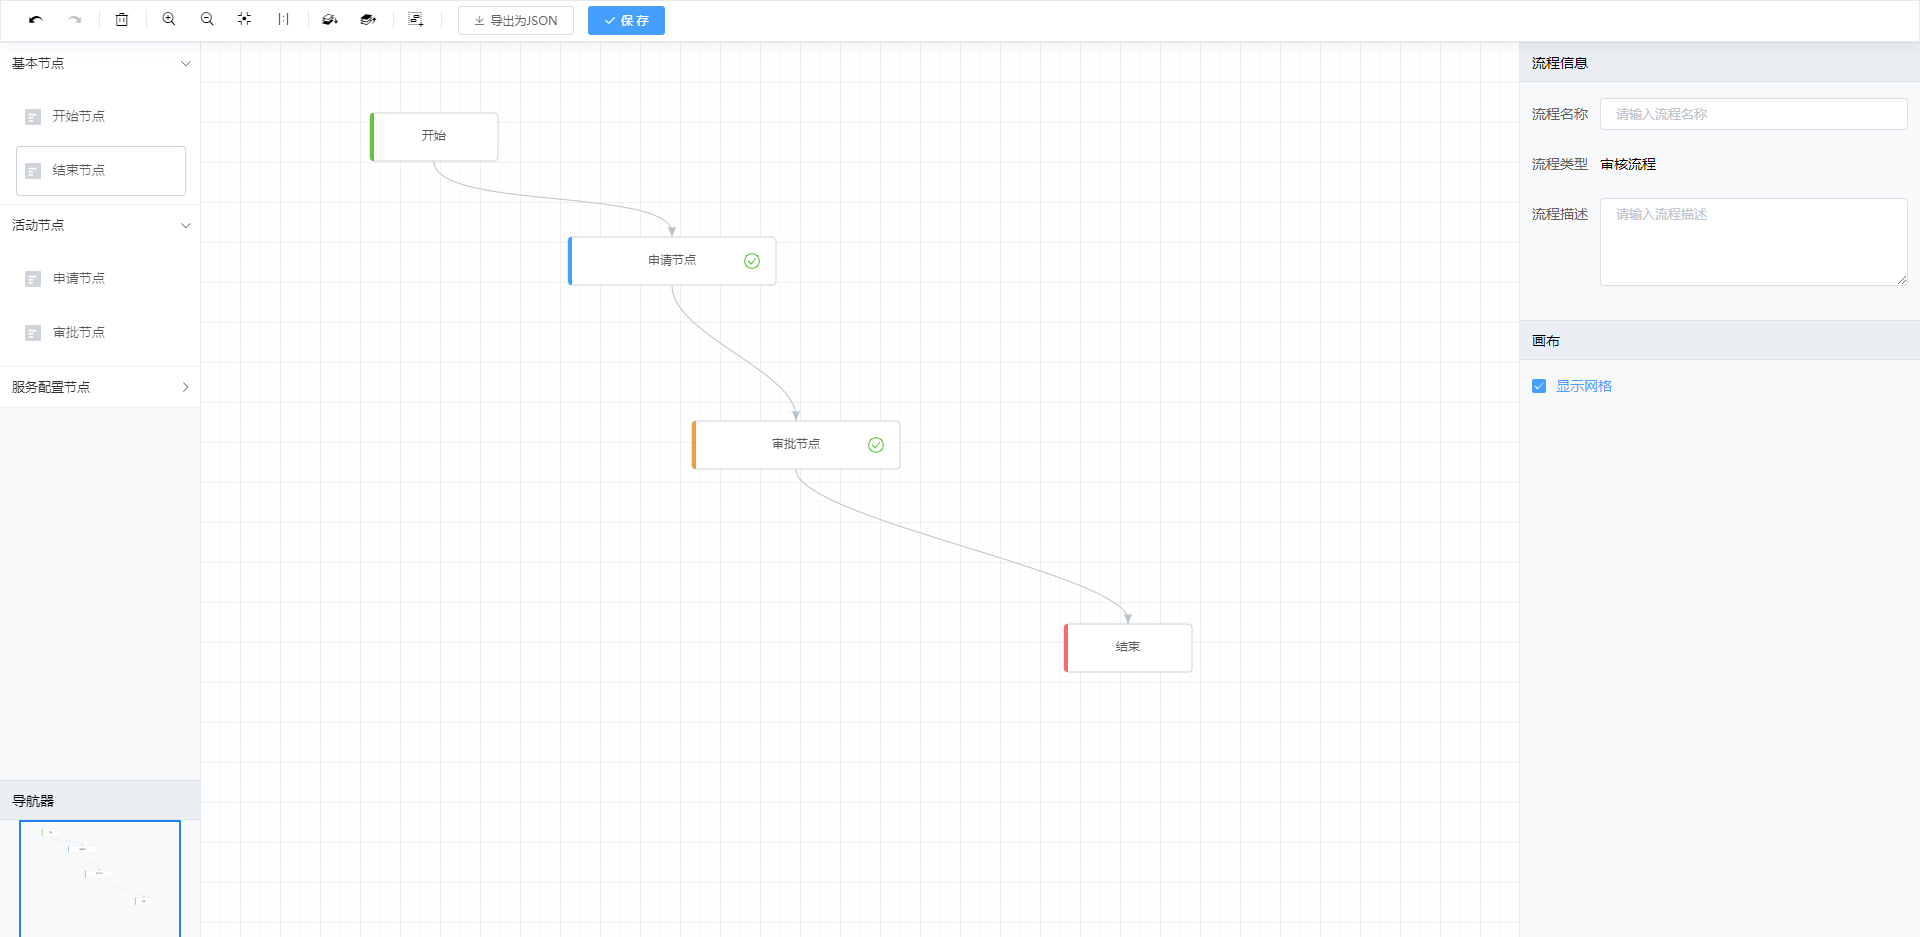 导出为JSON
保存
基本节点
开始节点
结束节点
活动节点
申请节点
审批节点
服务配置节点
导航器
开始
申请节点
审批节点
结束
流程信息
流程名称 请输入流程名称
流程类型 审核流程
流程描述 请输入流程描述
画布
显示网格